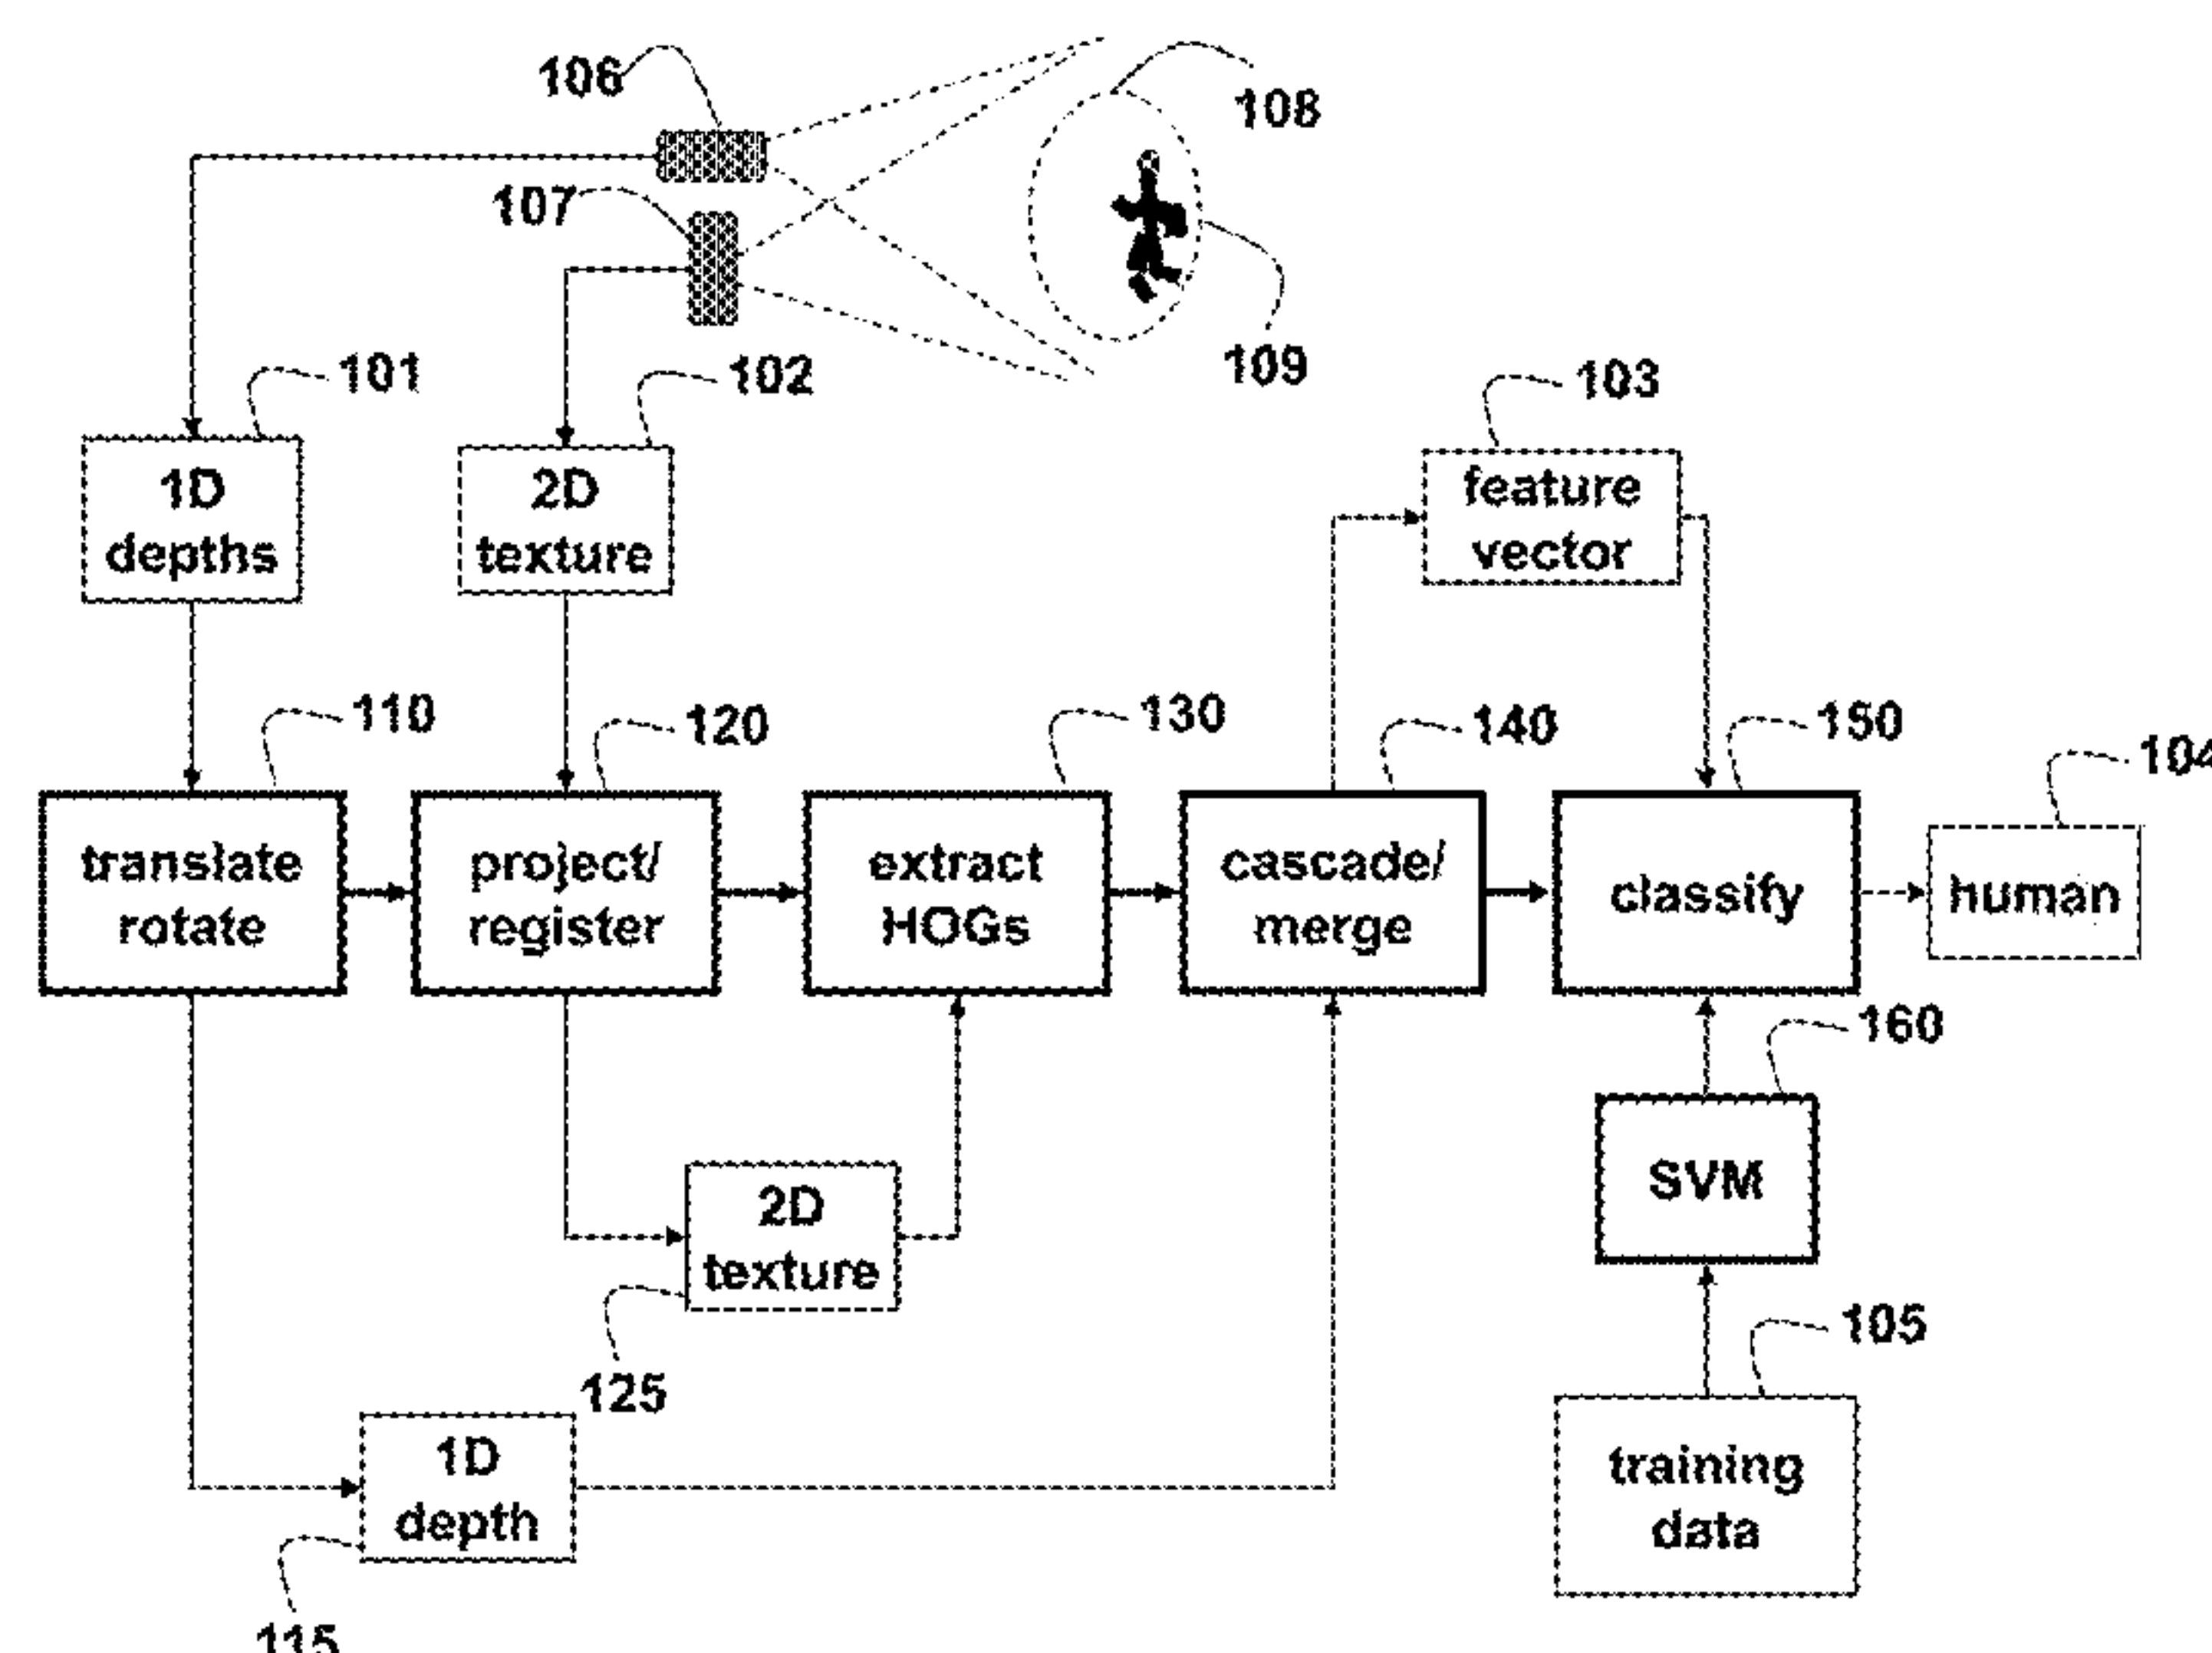 106
108
107
109
101
102
103
1D
depths
2D
texture
feature
vector
110
120
130
140
150
104
translate
rotate
project/
register
extract
HOGs
cascade/
merge
classify
human
160
SVM
2D
texture
125
105
1D
depth
training
data
115